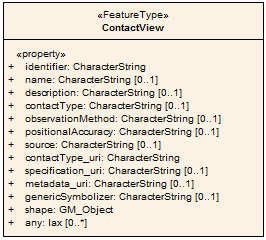 «FeatureType»
ContactView
«property»
+ identifier: CharacterString
+ name: CharacterString [0..1]
+ description: CharacterString [0..1]
+ contactType: CharacterString [0..1]
+ observationMethod: CharacterString [0..1]
+ positionalAccuracy: CharacterString [0..1]
+ source: CharacterString [0..1]
+ contactType_uri: CharacterString
+ specification_uri: CharacterString [0..1]
+ metadata_uri: CharacterString [0..1]
+ genericSymbolizer: CharacterString [0..1]
+ shape: GM_Object
+ any: lax [0..*]